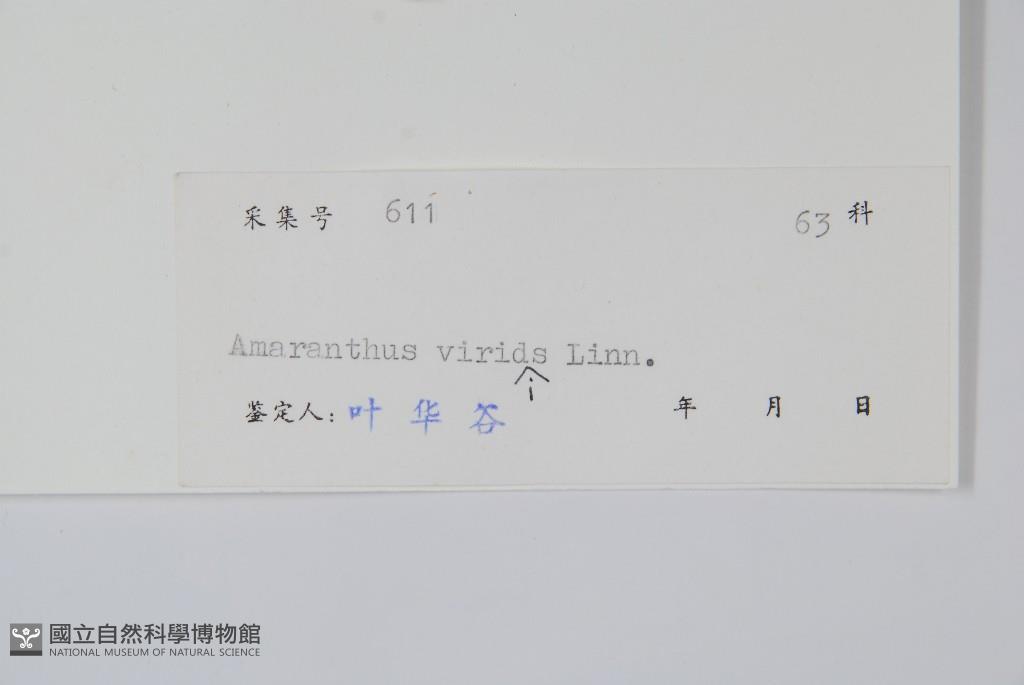 采集号 611 63 科
Amaranthus virids Linn.
i
鉴定人: 叶华谷 年 月 日
國立自然科學博物館
NATIONAL MUSEUM OF NATURAL SCIENCE